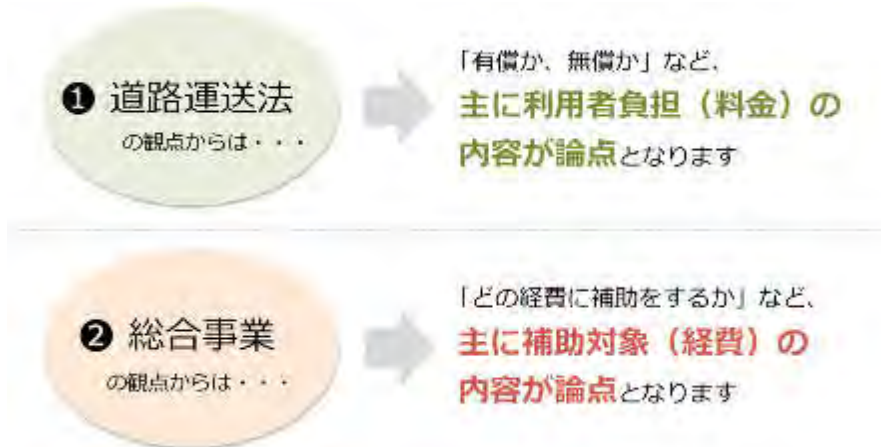 ❶ 道路運送法
の観点からは・・・
「有償か、無償か」など、
主に利用者負担（料金）の
内容が論点となります
❷ 総合事業
の観点からは・・・
「どの経費に補助をするか」など、
主に補助対象（経費）の
内容が論点となります